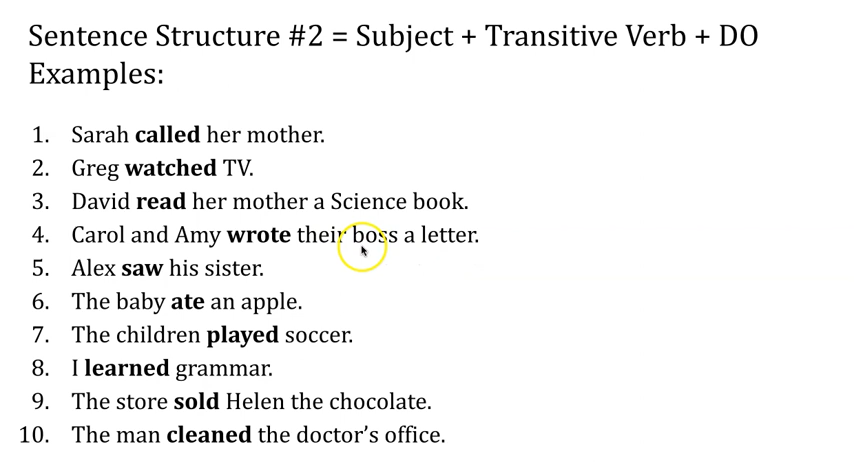 Sentence Structure #2 = Subject + Transitive Verb + DO
Examples:
1. Sarah called her mother.
2. Greg watched TV.
3. David read her mother a Science book.
4. Carol and Amy wrote their boss a letter.
5. Alex saw his sister.
6. The baby ate an apple.
7. The children played soccer.
8. I learned grammar.
9. The store sold Helen the chocolate.
10. The man cleaned the doctor’s office.